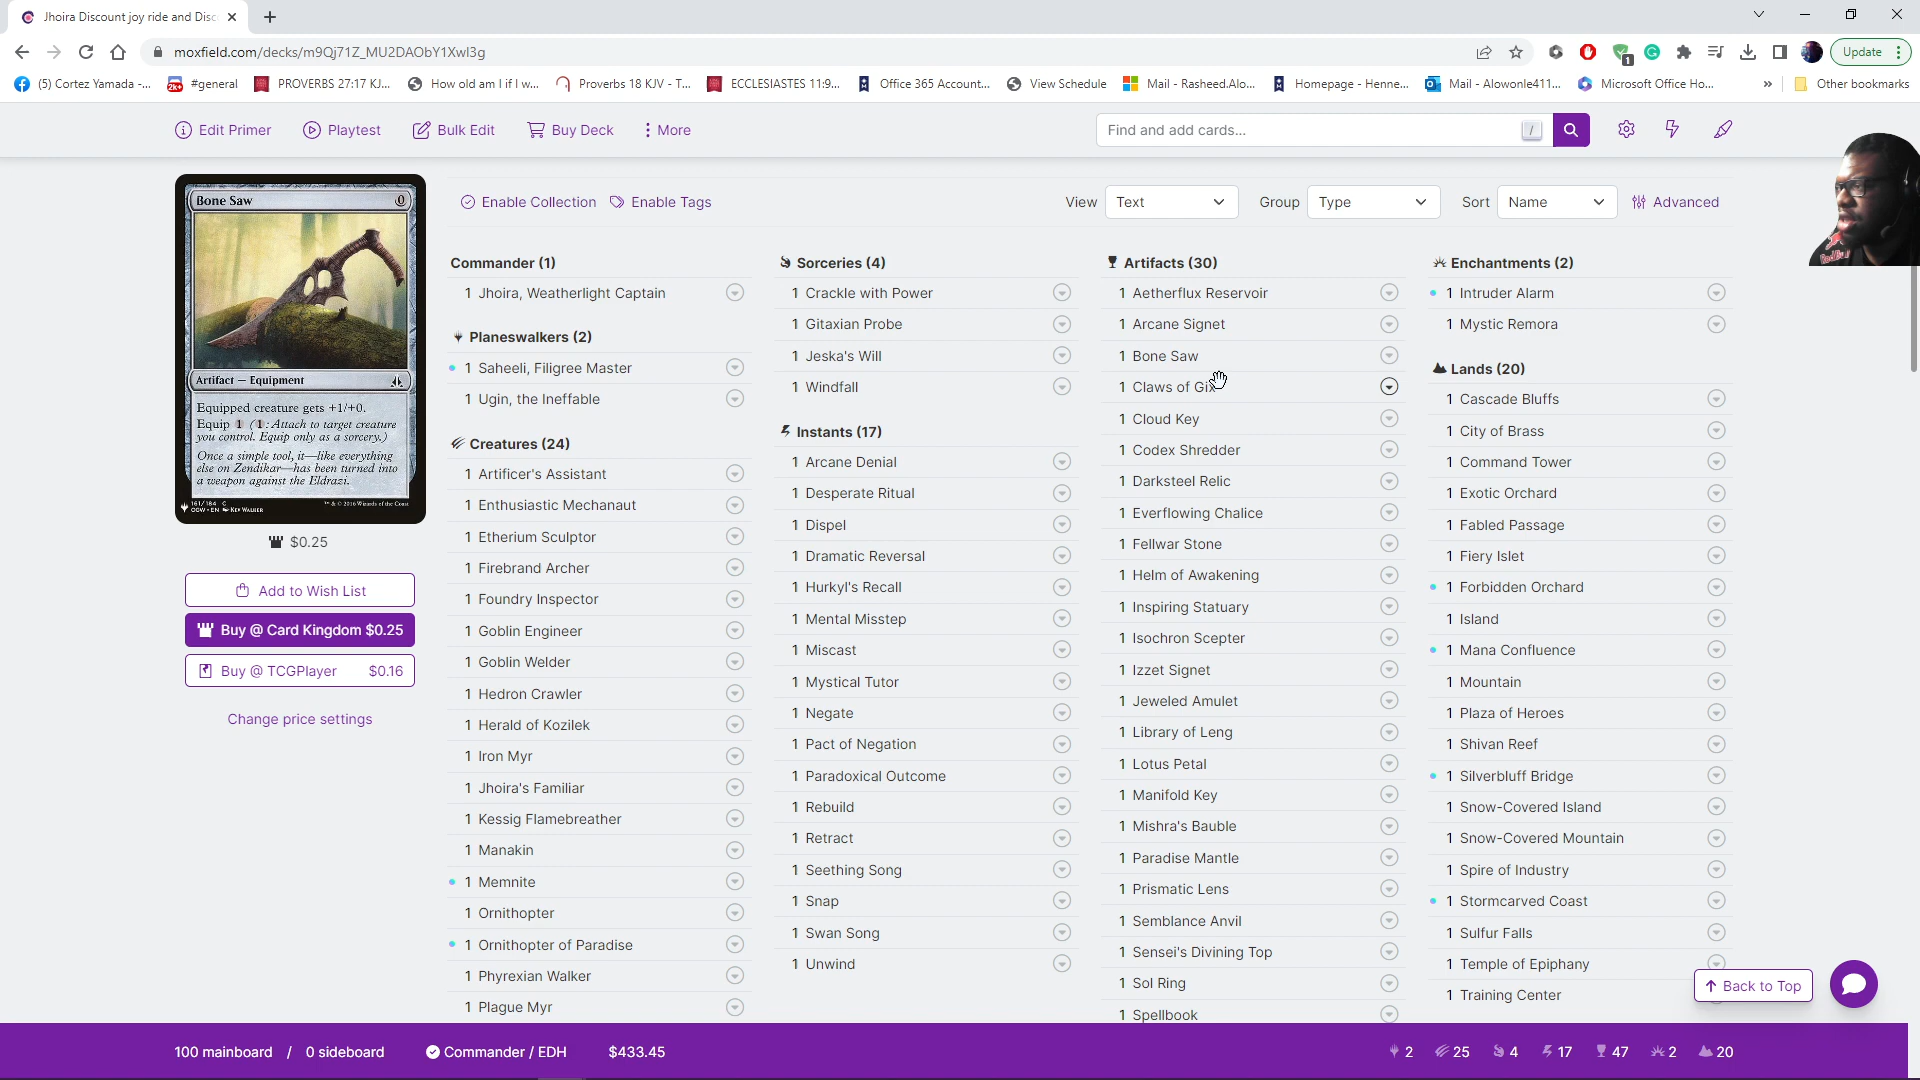 Jhoira Discount joy ride and Disc
moxfield.com/decks/m9Qj71Z_MU2DAObY1Xwl3g
1
Update
(5) Cortez Yamada -...
2k+
#general
PROVERBS 27:17 KJ...
How old am I if I w...
Proverbs 18 KJV - T...
ECCLESIASTES 11:9...
Office 365 Account...
View Schedule
Mail - Rasheed.Alo...
Homepage - Henne...
Mail - Alowonle411...
Microsoft Office Ho...
»
Other bookmarks
Edit Primer
Playtest
Bulk Edit
Buy Deck
More
Find and add cards...
/
Enable Collection
Enable Tags
View
Text
Group
Type
Sort
Name
Advanced
Bone Saw
0
Artifact — Equipment
Equipped creature gets +1/+0.
Equip 1 (1: Attach to target creature
you control. Equip only as a sorcery.)
Once a simple tool, it—like everything
else on Zendikar—has been turned into
a weapon against the Eldrazi.
161/184 C
OGW • EN Ken Walker
™ & © 2016 Wizards of the Coast
$0.25
Add to Wish List
Buy @ Card Kingdom $0.25
Buy @ TCGPlayer $0.16
Change price settings
Commander (1)
1 Jhoira, Weatherlight Captain
Planeswalkers (2)
1 Saheeli, Filigree Master
1 Ugin, the Ineffable
Creatures (24)
1 Artificer's Assistant
1 Enthusiastic Mechanaut
1 Etherium Sculptor
1 Firebrand Archer
1 Foundry Inspector
1 Goblin Engineer
1 Goblin Welder
1 Hedron Crawler
1 Herald of Kozilek
1 Iron Myr
1 Jhoira's Familiar
1 Kessig Flamebreather
1 Manakin
1 Memnite
1 Ornithopter
1 Ornithopter of Paradise
1 Phyrexian Walker
1 Plague Myr
Sorceries (4)
1 Crackle with Power
1 Gitaxian Probe
1 Jeska's Will
1 Windfall
Instants (17)
1 Arcane Denial
1 Desperate Ritual
1 Dispel
1 Dramatic Reversal
1 Hurkyl's Recall
1 Mental Misstep
1 Miscast
1 Mystical Tutor
1 Negate
1 Pact of Negation
1 Paradoxical Outcome
1 Rebuild
1 Retract
1 Seething Song
1 Snap
1 Swan Song
1 Unwind
Artifacts (30)
1 Aetherflux Reservoir
1 Arcane Signet
1 Bone Saw
1 Claws of Gix
1 Cloud Key
1 Codex Shredder
1 Darksteel Relic
1 Everflowing Chalice
1 Fellwar Stone
1 Helm of Awakening
1 Inspiring Statuary
1 Isochron Scepter
1 Izzet Signet
1 Jeweled Amulet
1 Library of Leng
1 Lotus Petal
1 Manifold Key
1 Mishra's Bauble
1 Paradise Mantle
1 Prismatic Lens
1 Semblance Anvil
1 Sensei's Divining Top
1 Sol Ring
1 Spellbook
Enchantments (2)
1 Intruder Alarm
1 Mystic Remora
Lands (20)
1 Cascade Bluffs
1 City of Brass
1 Command Tower
1 Exotic Orchard
1 Fabled Passage
1 Fiery Islet
1 Forbidden Orchard
1 Island
1 Mana Confluence
1 Mountain
1 Plaza of Heroes
1 Shivan Reef
1 Silverbluff Bridge
1 Snow-Covered Island
1 Snow-Covered Mountain
1 Spire of Industry
1 Stormcarved Coast
1 Sulfur Falls
1 Temple of Epiphany
1 Training Center
Back to Top
100 mainboard / 0 sideboard
Commander / EDH
$433.45
2 25 4 17 47 2 20